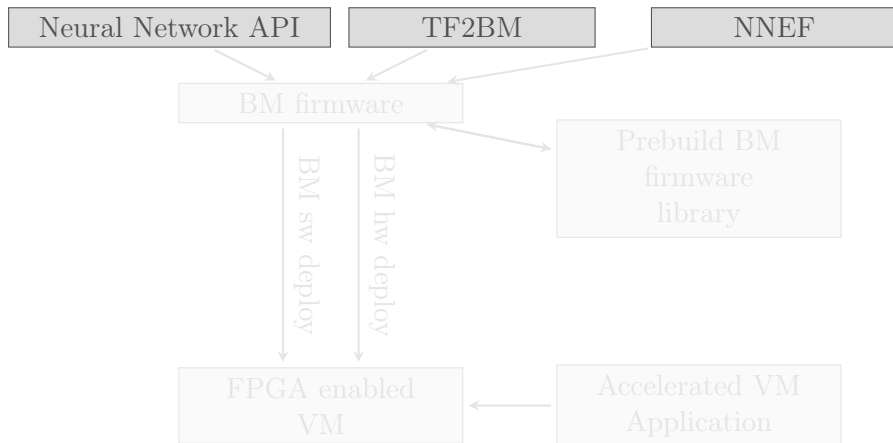 Neural Network API
TF2BM
NNEF
BM firmware
Prebuild BM
firmware
library
BM sw deploy
BM hw deploy
FPGA enabled
VM
Accelerated VM
Application